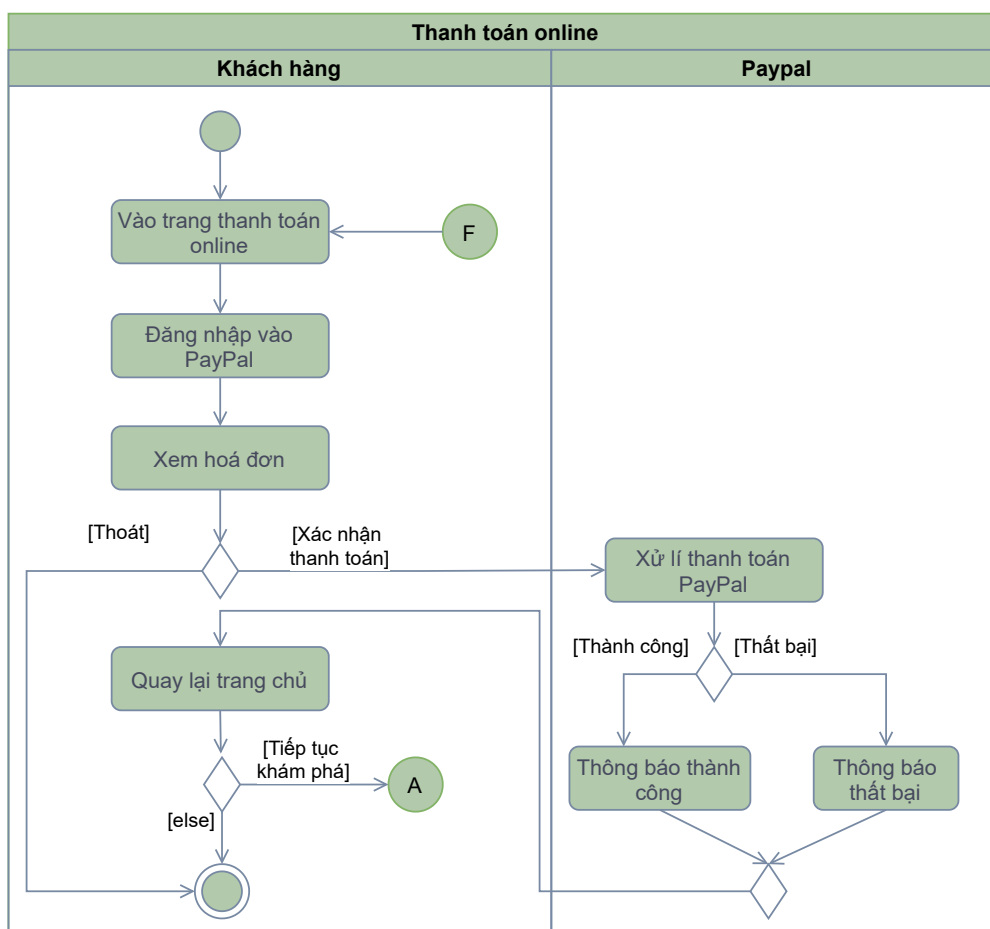 Thanh toán online
Khách hàng
Paypal
Vào trang thanh toán
online
F
Đăng nhập vào
PayPal
Xem hoá đơn
[Thoát]
[Xác nhận
thanh toán]
Xử lí thanh toán
PayPal
[Thành công]
[Thất bại]
Quay lại trang chủ
[Tiếp tục
khám phá]
A
Thông báo thành
công
Thông báo
thất bại
[else]